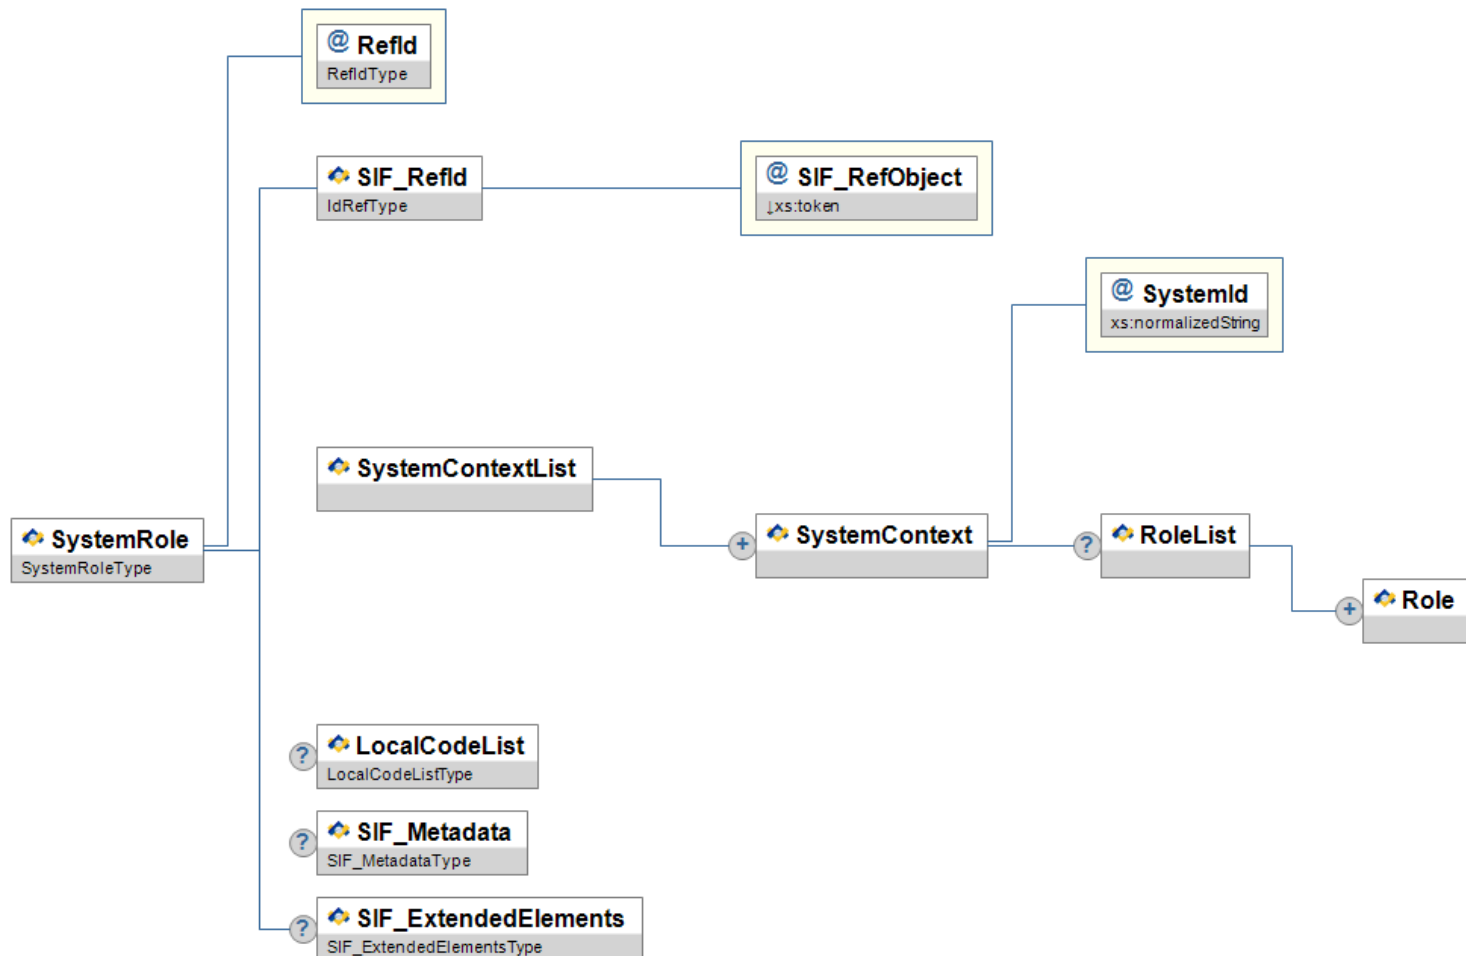 @ RefId
RefIdType
SIF_RefId
IdRefType
@ SIF_RefObject
↓xs:token
@ SystemId
xs:normalizedString
SystemContextList
SystemRole
SystemRoleType
+ SystemContext
? RoleList
+ Role
? LocalCodeList
LocalCodeListType
? SIF_Metadata
SIF_MetadataType
? SIF_ExtendedElements
SIF_ExtendedElementsType